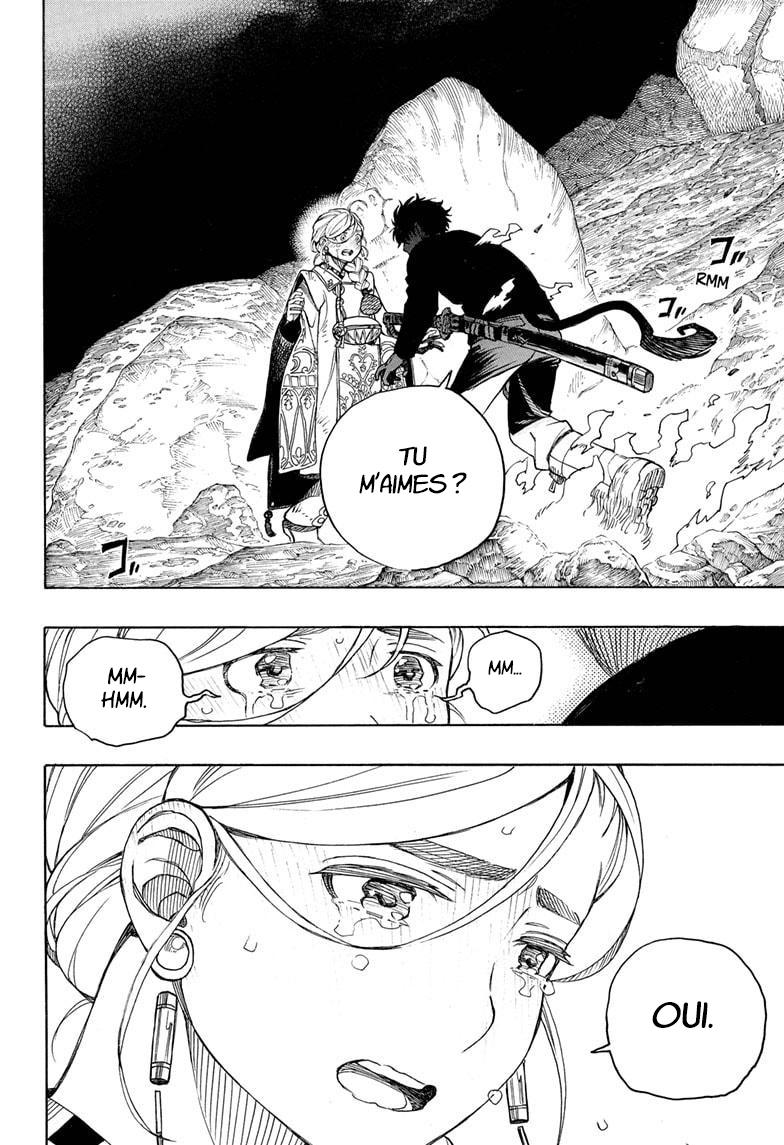 ゴ
RMM
ゴ
TU
M'AIMES ?
ゴ
MM...
MM-
HMM.
OUI.